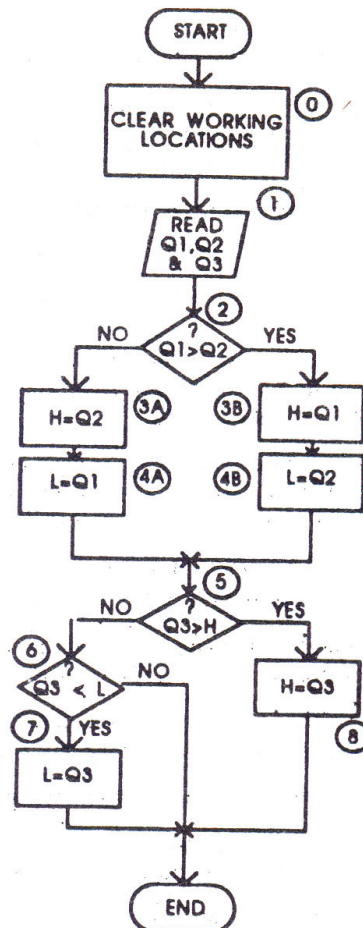 START
0
CLEAR WORKING
LOCATIONS
1
READ
Q1,Q2
& Q3
2
?
Q1>Q2
NO
YES
H=Q2
3A
3B
H=Q1
L=Q1
4A
4B
L=Q2
5
?
Q3>H
NO
YES
6
?
Q3 < L
NO
H=Q3
7
YES
8
L=Q3
END